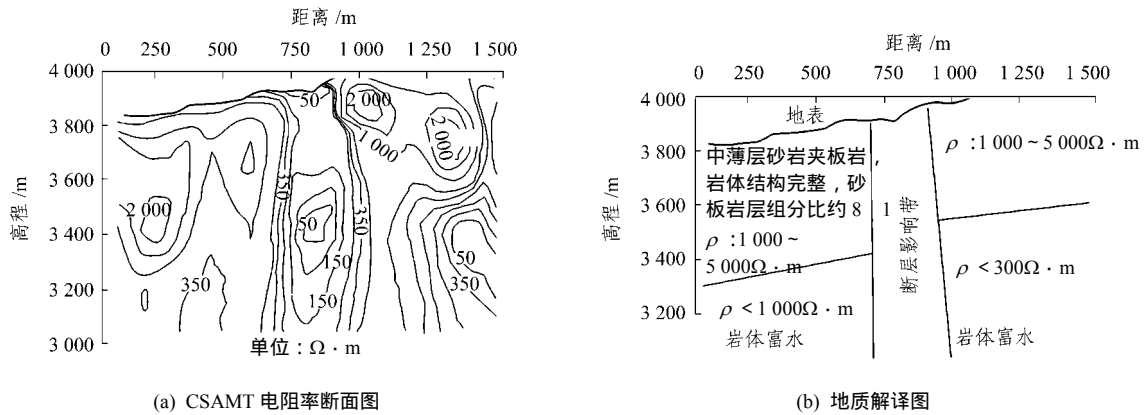 距离 /m
0 250 500 750 1 000 1 250 1 500
4 000
3 800
3 600
3 400
3 200
3 000
高程 /m
50
2 000
1 000
2 000
350
350
2 000
50
150
50
350
350
150
单位：Ω · m
(a) CSAMT 电阻率断面图
距离 /m
0 250 500 750 1 000 1 250 1 500
4 000
3 800
3 600
3 400
3 200
高程 /m
地表
中薄层砂岩夹板岩，
岩体结构完整，砂
板岩层组分比约 8 1
ρ :1 000 ~
5 000Ω · m
ρ <1 000Ω · m
岩体富水
断层影响带
ρ :1 000 ~ 5 000Ω · m
ρ <300Ω · m
岩体富水
(b) 地质解译图